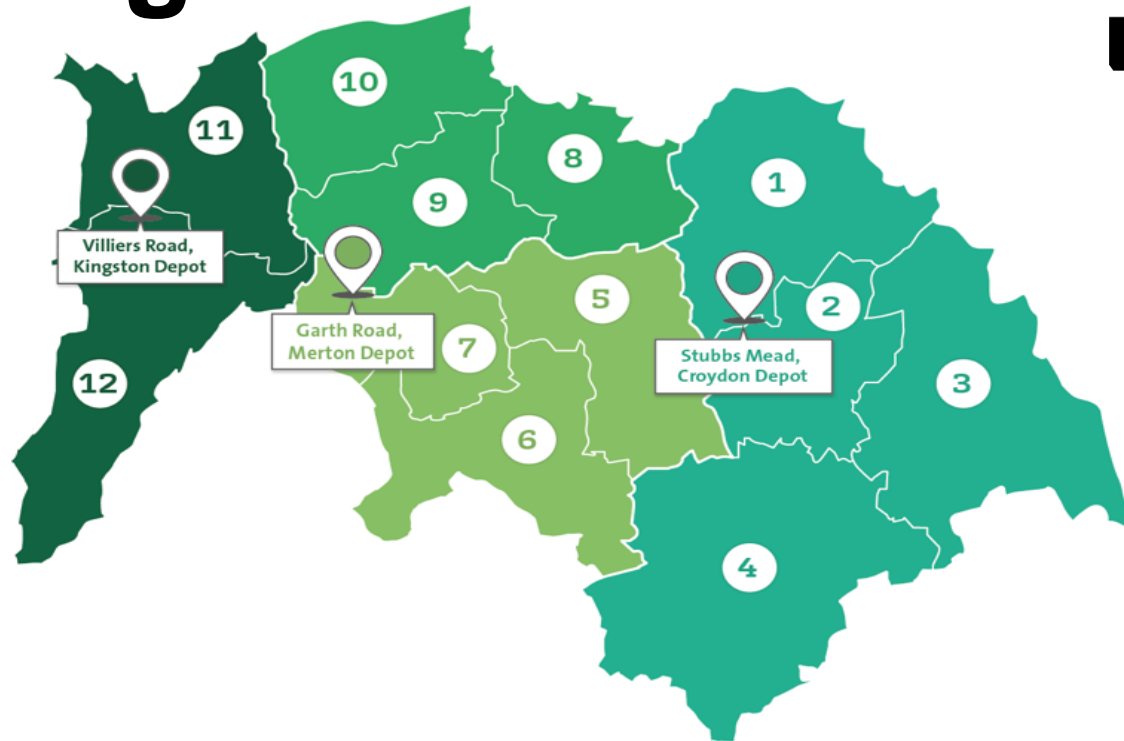 10
11
8
1
9
Villiers Road,
Kingston Depot
5
2
Garth Road,
Merton Depot
7
Stubbs Mead,
Croydon Depot
12
3
6
4